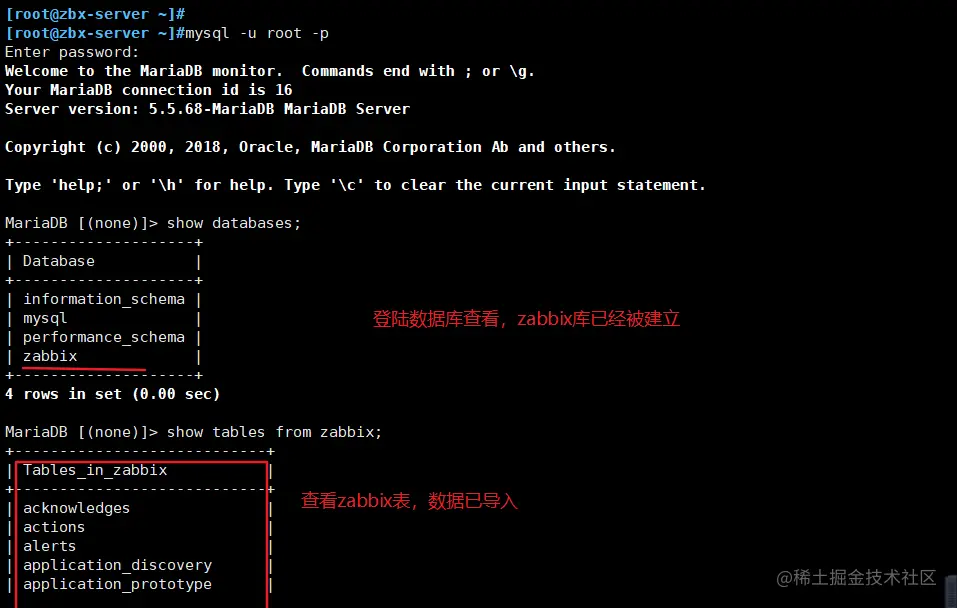 [root@zbx-server ~]#
[root@zbx-server ~]#mysql -u root -p
Enter password:
Welcome to the MariaDB monitor.  Commands end with ; or \g.
Your MariaDB connection id is 16
Server version: 5.5.68-MariaDB MariaDB Server
Copyright (c) 2000, 2018, Oracle, MariaDB Corporation Ab and others.
Type 'help;' or '\h' for help. Type '\c' to clear the current input statement.
MariaDB [(none)]> show databases;
+--------------------+
| Database           |
+--------------------+
| information_schema |
| mysql              |
| performance_schema |
| zabbix             |
+--------------------+
登陆数据库查看，zabbix库已经被建立
4 rows in set (0.00 sec)
MariaDB [(none)]> show tables from zabbix;
+----------------------------+
| Tables_in_zabbix           |
+----------------------------+
| acknowledges               |
| actions                    |
| alerts                     |
| application_discovery      |
| application_prototype      |
查看zabbix表，数据已导入
@稀土掘金技术社区